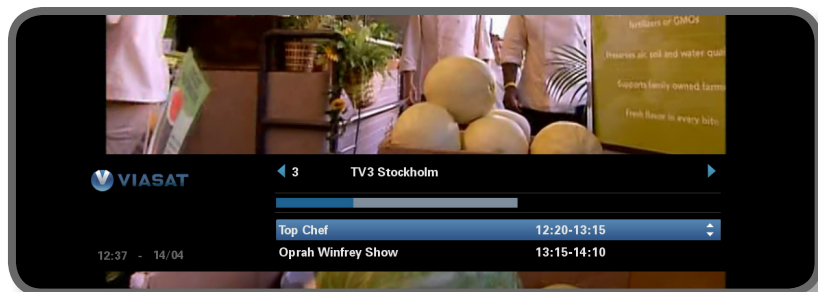 fertilizers or GMOs
Preserves air, soil and water qual
Supports family owned farm
Fresh flavor in every bite
3 TV3 Stockholm
VIASAT
Top Chef 12:20-13:15
Oprah Winfrey Show 13:15-14:10
12:37 - 14/04